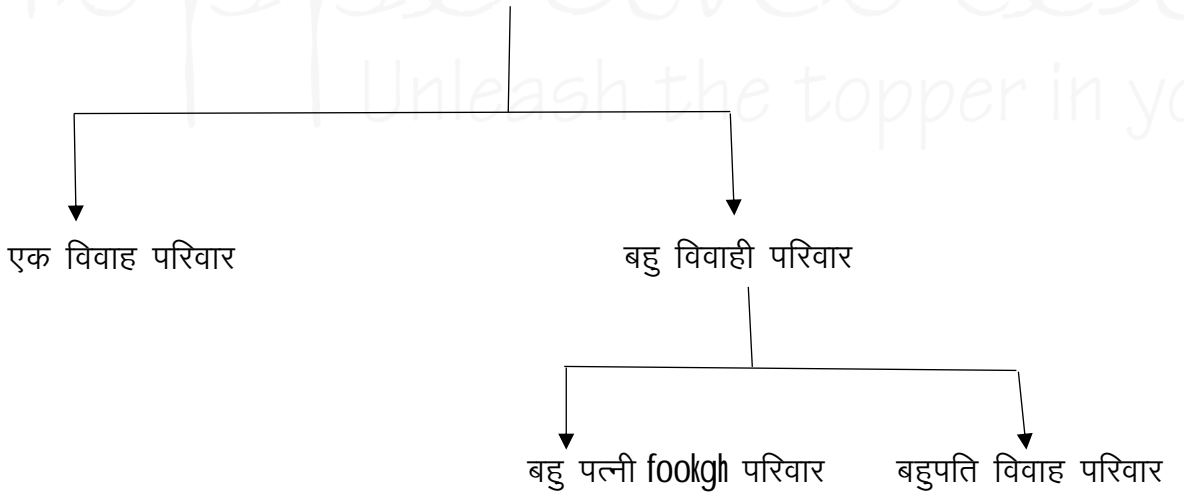 Unleash the topper in yo
एक विवाह परिवार
बहु विवाही परिवार
बहु पत्नी fookgh परिवार
बहुपति विवाह परिवार